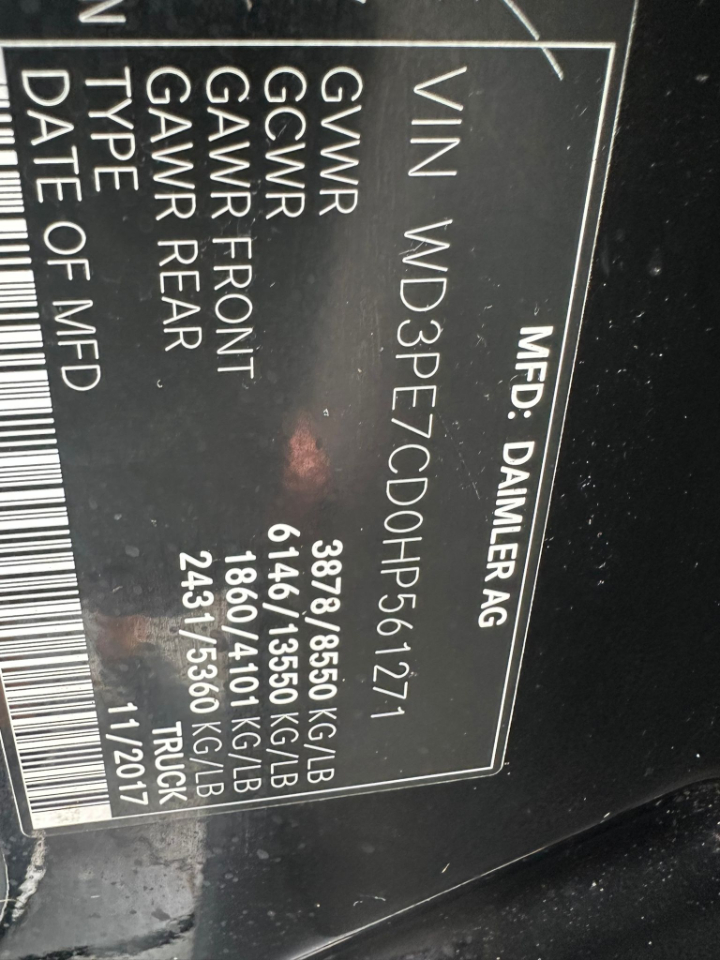 MFD: DAIMLER AG
VIN WD3PE7CD0HP561271
GVWR 3878/8550 KG/LB
GCWR 6146/13550 KG/LB
GAWR FRONT 1860/4101 KG/LB
GAWR REAR 2431/5360 KG/LB
TYPE TRUCK
DATE OF MFD 11/2017